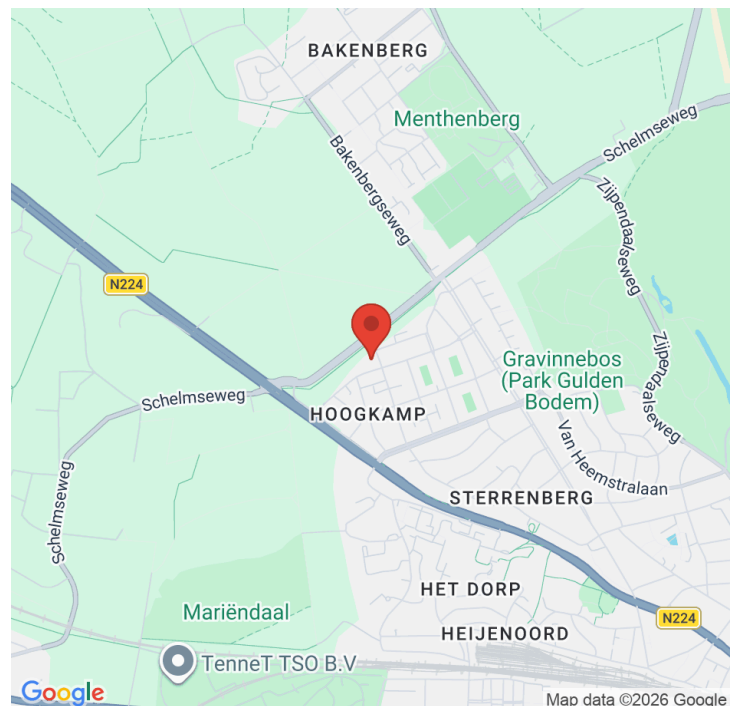 BAKENBERG
Menthenberg
Schelmseweg
Bakenbergseweg
Zijpendaalseweg
N224
Gravinnebos
(Park Gulden
Bodem)
Zijpendaalseweg
Schelmseweg
HOOGKAMP
Van Heemstralaan
STERRENBERG
Schelmseweg
HET DORP
Mariëndaal
N224
HEIJENOORD
TenneT TSO B.V
Google
Map data ©2026 Google